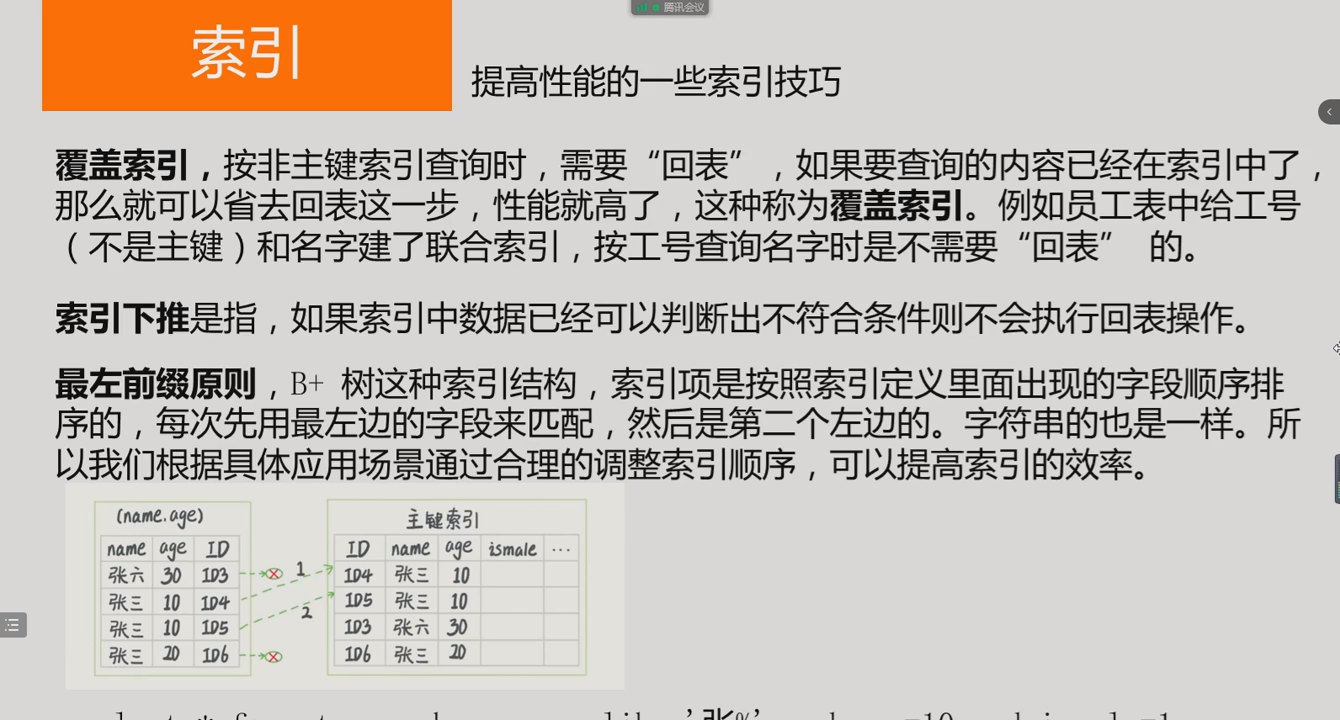 腾讯会议
索引
提高性能的一些索引技巧
覆盖索引，按非主键索引查询时，需要“回表”，如果要查询的内容已经在索引中了，
那么就可以省去回表这一步，性能就高了，这种称为覆盖索引。例如员工表中给工号
（不是主键）和名字建了联合索引，按工号查询名字时是不需要“回表” 的。
索引下推是指，如果索引中数据已经可以判断出不符合条件则不会执行回表操作。
最左前缀原则，B+ 树这种索引结构，索引项是按照索引定义里面出现的字段顺序排
序的，每次先用最左边的字段来匹配，然后是第二个左边的。字符串的也是一样。所
以我们根据具体应用场景通过合理的调整索引顺序，可以提高索引的效率。
(name.age)
name age ID
张六 30 ID3
张三 10 ID4
张三 10 ID5
张三 20 ID6
1
2
主键索引
ID name age ismale ...
ID4 张三 10
ID5 张三 10
ID3 张六 30
ID6 张三 20
'张%'